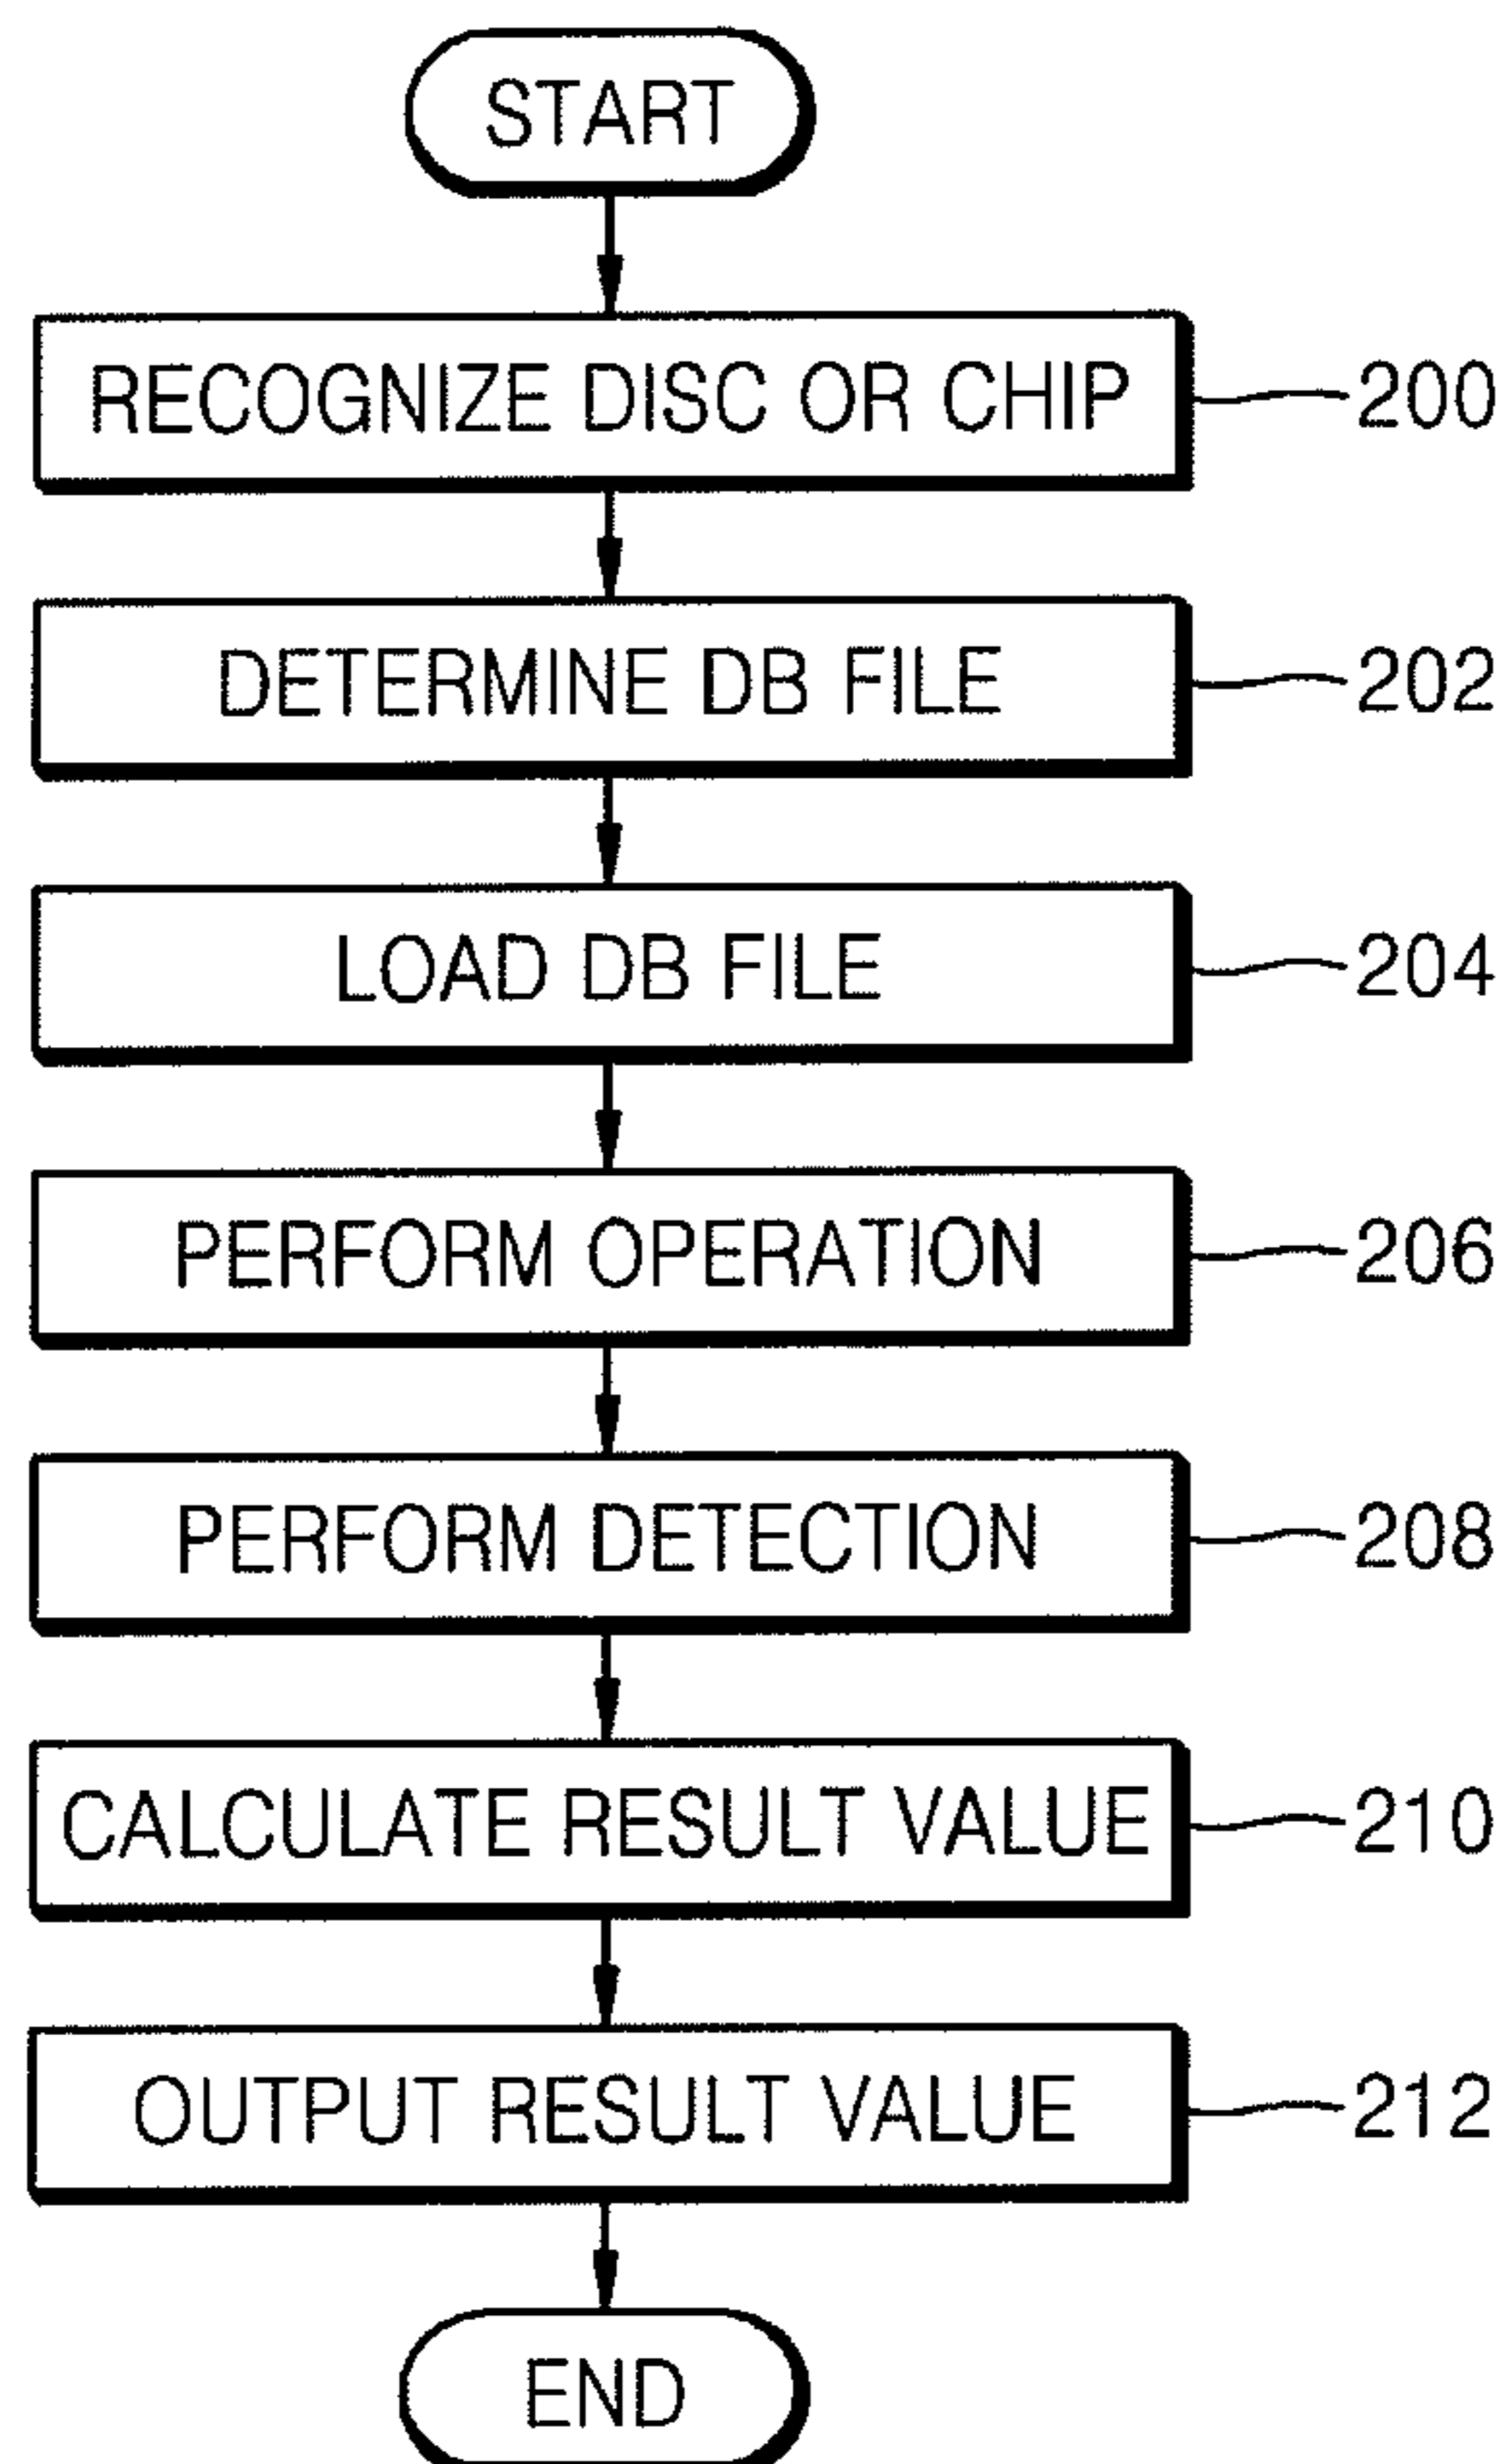 START
RECOGNIZE DISC OR CHIP 200
DETERMINE DB FILE 202
LOAD DB FILE 204
PERFORM OPERATION 206
PERFORM DETECTION 208
CALCULATE RESULT VALUE 210
OUTPUT RESULT VALUE 212
END